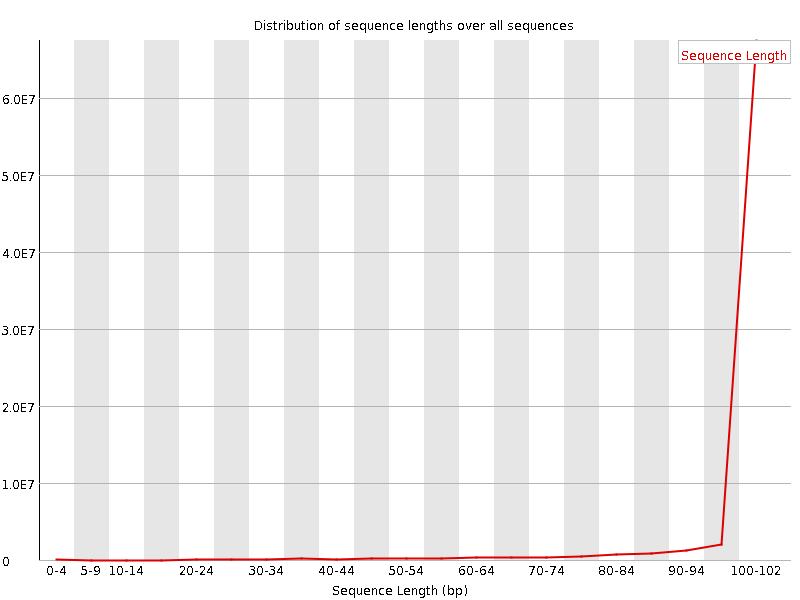 Distribution of sequence lengths over all sequences
Sequence Length
6.0E7
5.0E7
4.0E7
3.0E7
2.0E7
1.0E7
0
0-4 5-9 10-14 20-24 30-34 40-44 50-54 60-64 70-74 80-84 90-94 100-102
Sequence Length (bp)